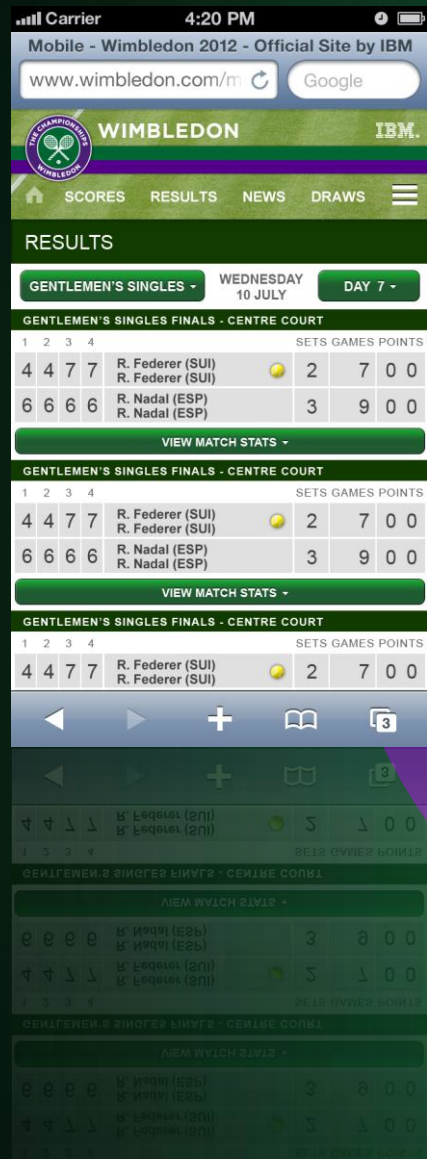 Carrier 4:20 PM
Mobile - Wimbledon 2012 - Official Site by IBM
www.wimbledon.com/m Google
THE CHAMPIONSHIPS WIMBLEDON
WIMBLEDON IBM.
SCORES RESULTS NEWS DRAWS
RESULTS
GENTLEMEN'S SINGLES WEDNESDAY 10 JULY DAY 7
GENTLEMEN'S SINGLES FINALS - CENTRE COURT
1 2 3 4 SETS GAMES POINTS
4 4 7 7 R. Federer (SUI) 2 7 0 0
R. Federer (SUI)
6 6 6 6 R. Nadal (ESP) 3 9 0 0
R. Nadal (ESP)
VIEW MATCH STATS
GENTLEMEN'S SINGLES FINALS - CENTRE COURT
1 2 3 4 SETS GAMES POINTS
4 4 7 7 R. Federer (SUI) 2 7 0 0
R. Federer (SUI)
6 6 6 6 R. Nadal (ESP) 3 9 0 0
R. Nadal (ESP)
VIEW MATCH STATS
GENTLEMEN'S SINGLES FINALS - CENTRE COURT
1 2 3 4 SETS GAMES POINTS
4 4 7 7 R. Federer (SUI) 2 7 0 0
R. Federer (SUI)
3